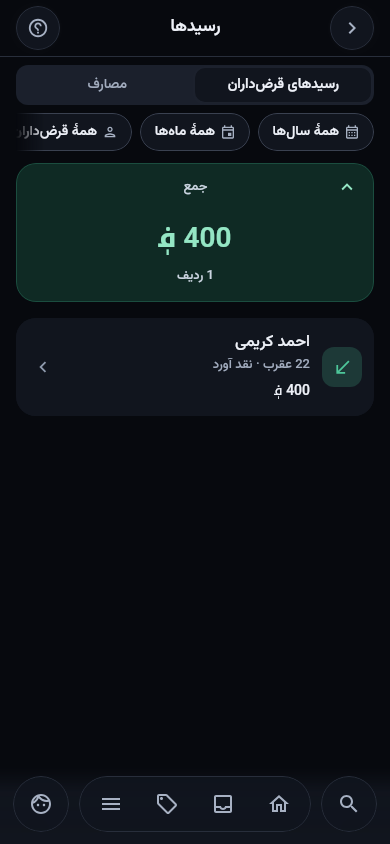 رسیدها
رسیدهای قرض‌داران
مصارف
همهٔ سال‌ها
همهٔ ماه‌ها
همهٔ قرض‌داران
جمع
400 ؋
1 ردیف
احمد کریمی
22 عقرب · نقد آورد
400 ؋